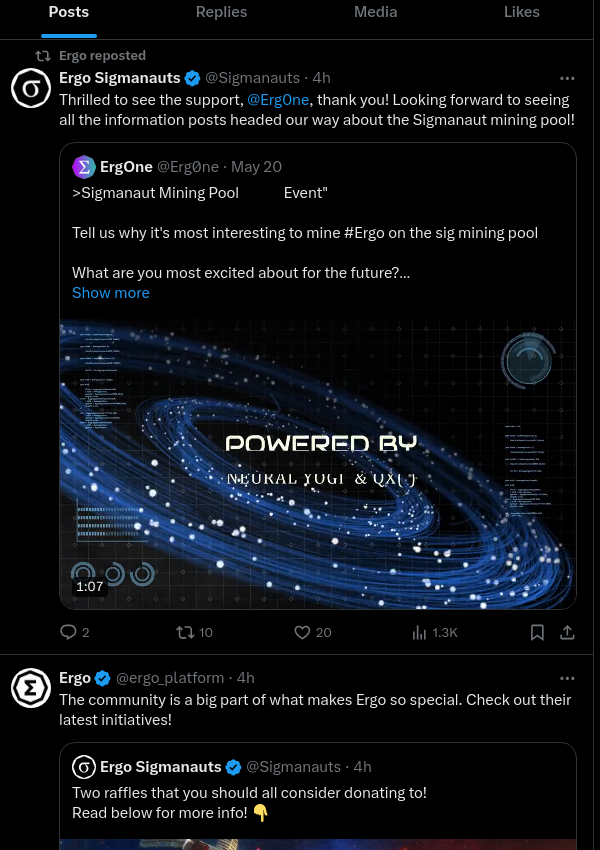 Posts Replies Media Likes
Ergo reposted
Ergo Sigmanauts @Sigmanauts · 4h
Thrilled to see the support, @Erg0ne, thank you! Looking forward to seeing
all the information posts headed our way about the Sigmanaut mining pool!
ErgOne @Erg0ne · May 20
>Sigmanaut Mining Pool Event"
Tell us why it's most interesting to mine #Ergo on the sig mining pool
What are you most excited about for the future?...
Show more
POWERED BY
NEURAL YOGI & QX( )
1:07
2 10 20 1.3K
Ergo @ergo_platform · 4h
The community is a big part of what makes Ergo so special. Check out their
latest initiatives!
Ergo Sigmanauts @Sigmanauts · 4h
Two raffles that you should all consider donating to!
Read below for more info! 👇